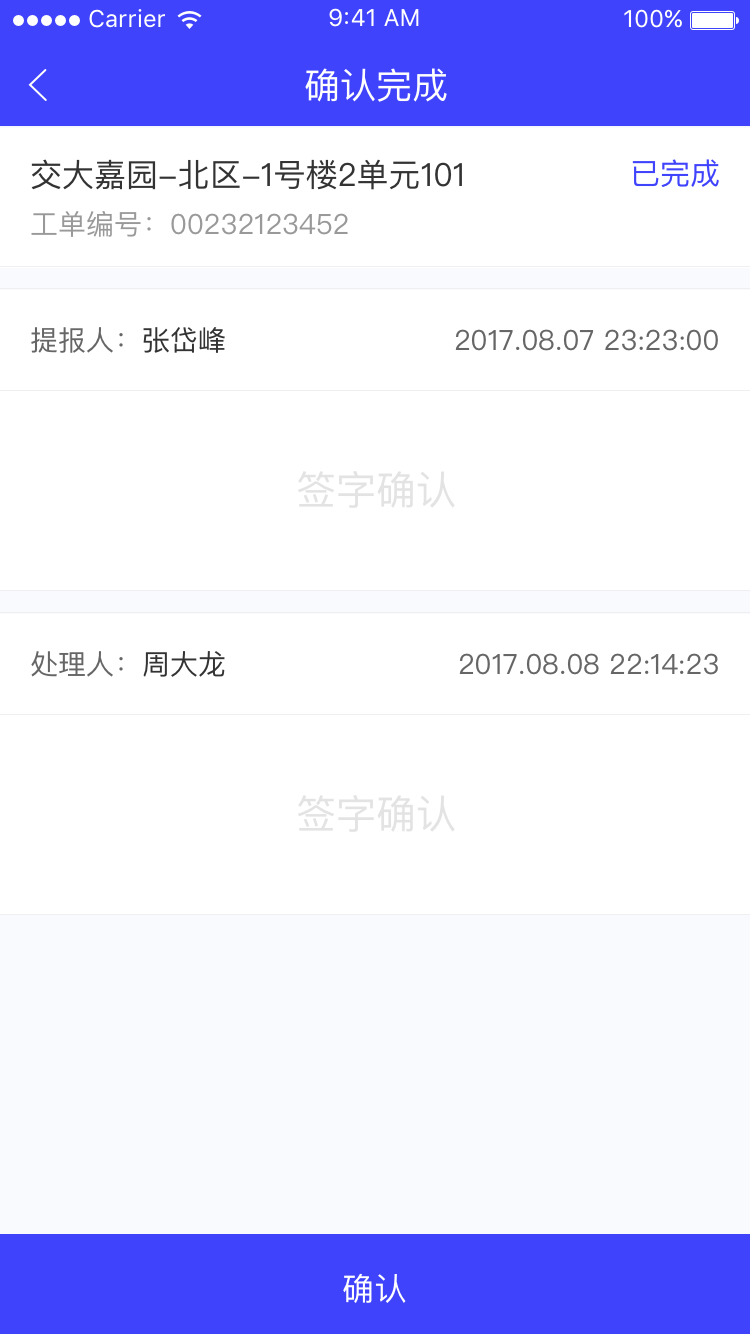 Carrier 9:41 AM 100%
确认完成
交大嘉园-北区-1号楼2单元101 已完成
工单编号：00232123452
提报人：张岱峰 2017.08.07 23:23:00
签字确认
处理人：周大龙 2017.08.08 22:14:23
签字确认
确认